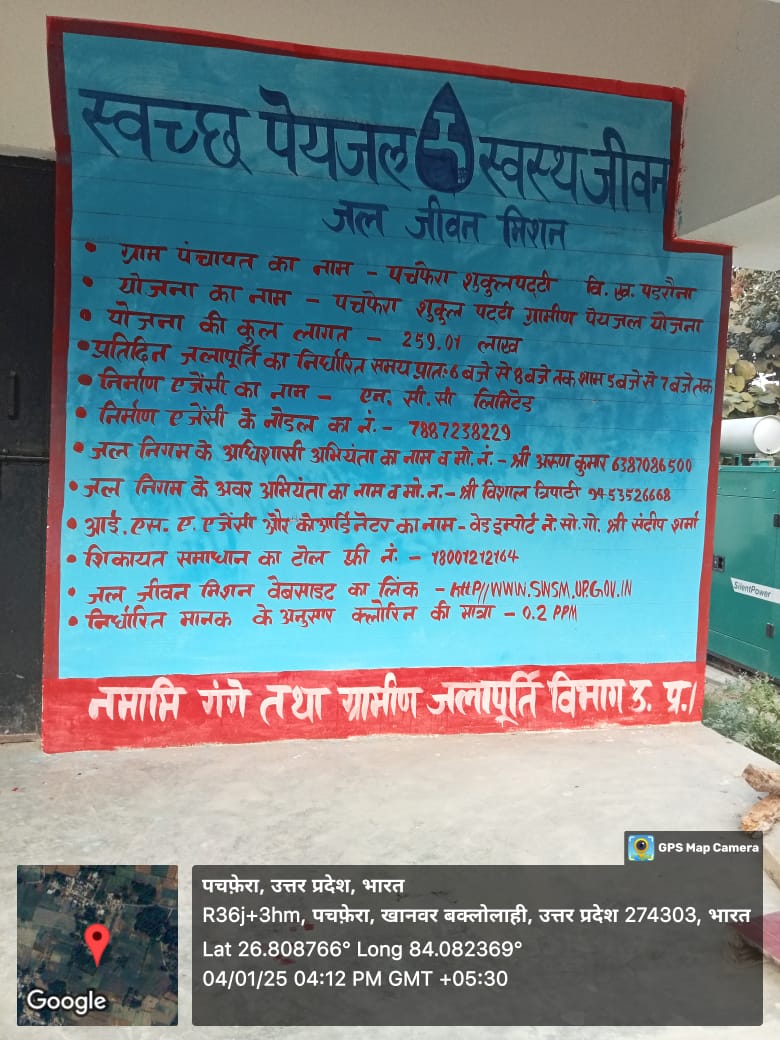 स्वच्छ पेयजल स्वस्थ जीवन
जल जीवन मिशन
• ग्राम पंचायत का नाम - पचफेरा शुकुलपट्टी वि. ख. पडरौना
• योजना का नाम - पचफेरा शुकुल पट्टी ग्रामीण पेयजल योजना
• योजना की कुल लागत - 259.01 लाख
• प्रतिदिन जलापूर्ति का निर्धारित समय प्रातः 6 बजे से 8 बजे तक शाम 5 बजे से 7 बजे तक
• निर्माण एजेंसी का नाम - एन. सी. सी लिमिटेड
• निर्माण एजेंसी के नोडल का नं. - 7887238229
• जल निगम के अधिशासी अभियंता का नाम व मो. नं. - श्री अरुण कुमार 6387086500
• जल निगम के अवर अभियंता का नाम व मो. न. - श्री विशाल त्रिपाठी 9453526668
• आई. एस. ए. एजेंसी और कोआर्डिनेटर का नाम - वेड इम्पोर्ट ने. सो. गो. श्री संदीप शर्मा
• शिकायत समाधान का टोल फ्री नं. - 18001212164
• जल जीवन मिशन वेबसाइट का लिंक - HttP//WWW.SWSM.UP.GOV.IN
• निर्धारित मानक के अनुसार क्लोरिन की मात्रा - 0.2 PPM
नमामि गंगे तथा ग्रामीण जलापूर्ति विभाग उ. प्र.।
SilentPower
GPS Map Camera
पचफ़ेरा, उत्तर प्रदेश, भारत
R36j+3hm, पचफ़ेरा, खानवर बक्लोलाही, उत्तर प्रदेश 274303, भारत
Lat 26.808766° Long 84.082369°
04/01/25 04:12 PM GMT +05:30
Google